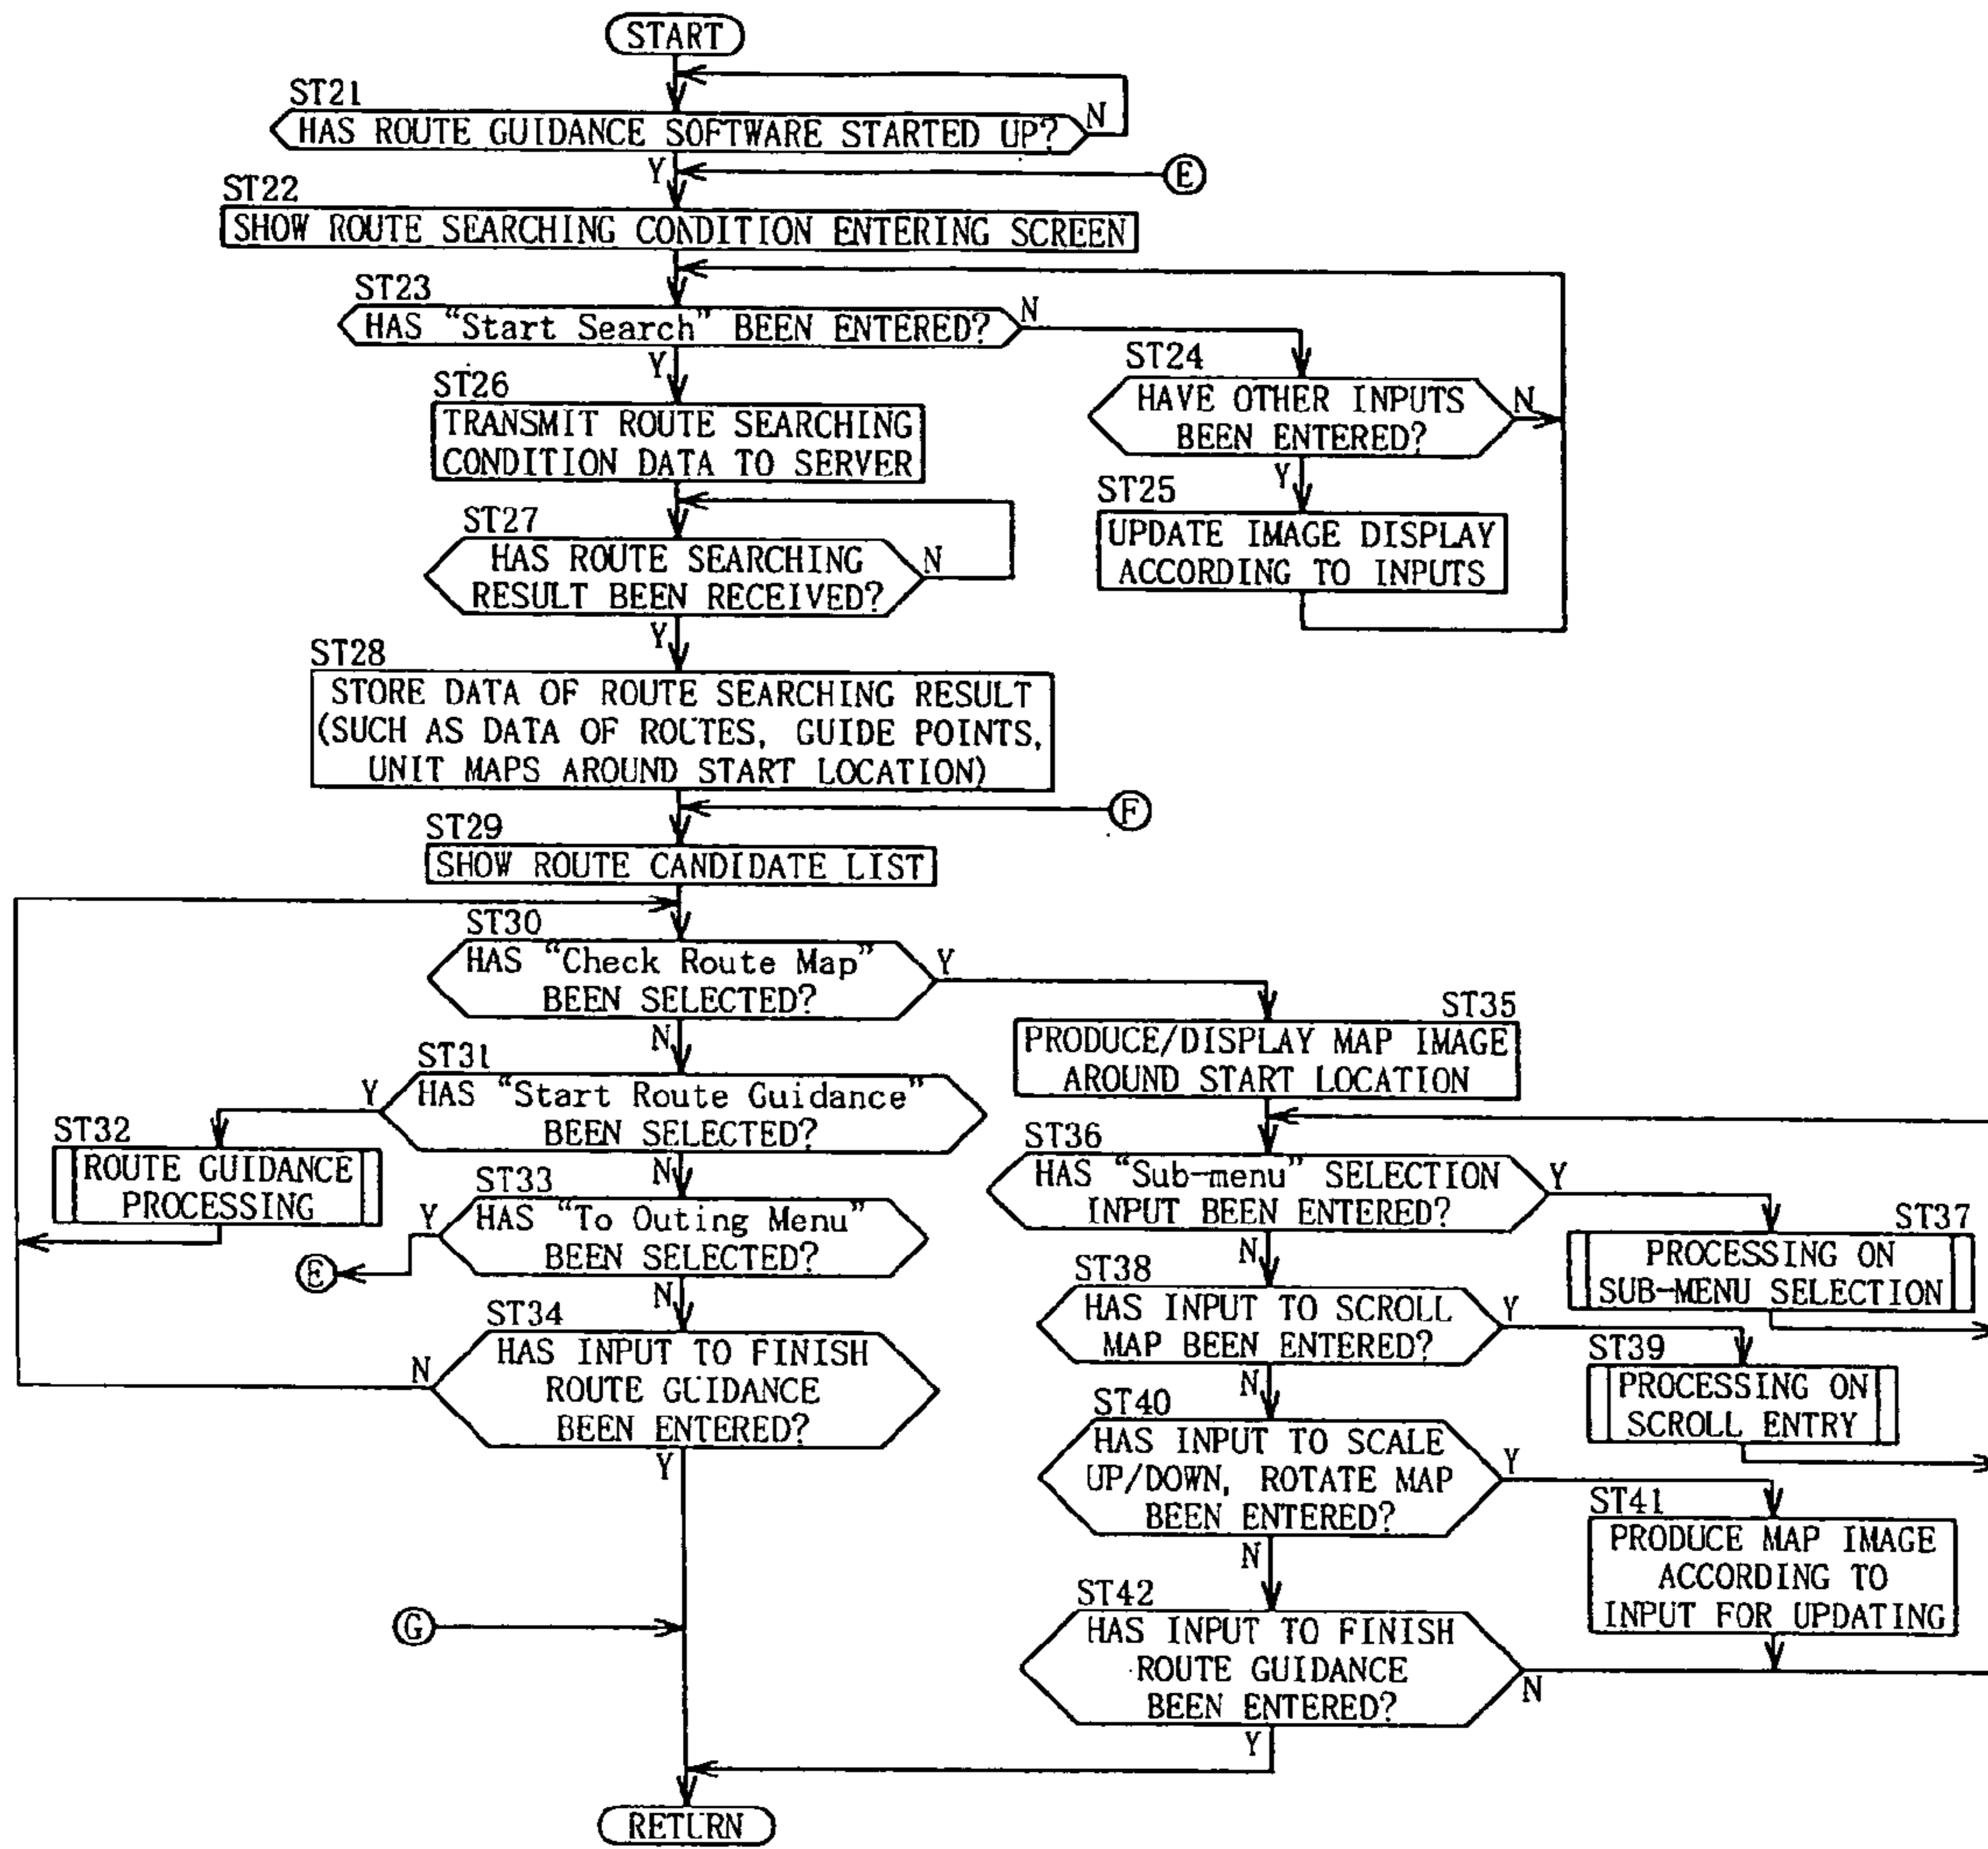 START
ST21
HAS ROUTE GUIDANCE SOFTWARE STARTED UP?
N
Y
E
ST22
SHOW ROUTE SEARCHING CONDITION ENTERING SCREEN
ST23
HAS “Start Search” BEEN ENTERED?
N
Y
ST24
HAVE OTHER INPUTS
BEEN ENTERED?
N
Y
ST25
UPDATE IMAGE DISPLAY
ACCORDING TO INPUTS
ST26
TRANSMIT ROUTE SEARCHING
CONDITION DATA TO SERVER
ST27
HAS ROUTE SEARCHING
RESULT BEEN RECEIVED?
N
Y
ST28
STORE DATA OF ROUTE SEARCHING RESULT
(SUCH AS DATA OF ROUTES, GUIDE POINTS,
UNIT MAPS AROUND START LOCATION)
F
ST29
SHOW ROUTE CANDIDATE LIST
ST30
HAS “Check Route Map”
BEEN SELECTED?
Y
N
ST31
HAS “Start Route Guidance”
BEEN SELECTED?
Y
N
ST32
ROUTE GUIDANCE
PROCESSING
ST33
HAS “To Outing Menu”
BEEN SELECTED?
Y
E
N
ST34
HAS INPUT TO FINISH
ROUTE GUIDANCE
BEEN ENTERED?
N
Y
G
ST35
PRODUCE/DISPLAY MAP IMAGE
AROUND START LOCATION
ST36
HAS “Sub-menu” SELECTION
INPUT BEEN ENTERED?
Y
N
ST37
PROCESSING ON
SUB-MENU SELECTION
ST38
HAS INPUT TO SCROLL
MAP BEEN ENTERED?
Y
N
ST39
PROCESSING ON
SCROLL ENTRY
ST40
HAS INPUT TO SCALE
UP/DOWN, ROTATE MAP
BEEN ENTERED?
Y
N
ST41
PRODUCE MAP IMAGE
ACCORDING TO
INPUT FOR UPDATING
ST42
HAS INPUT TO FINISH
ROUTE GUIDANCE
BEEN ENTERED?
N
Y
RETURN